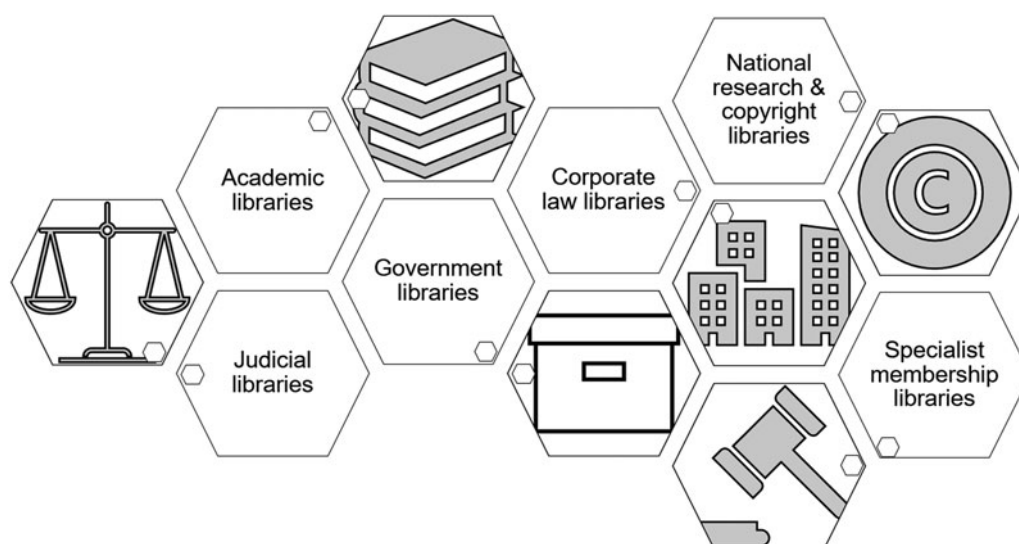 National
research &
copyright
libraries
Academic
libraries
Corporate
law libraries
C
Government
libraries
Judicial
libraries
Specialist
membership
libraries